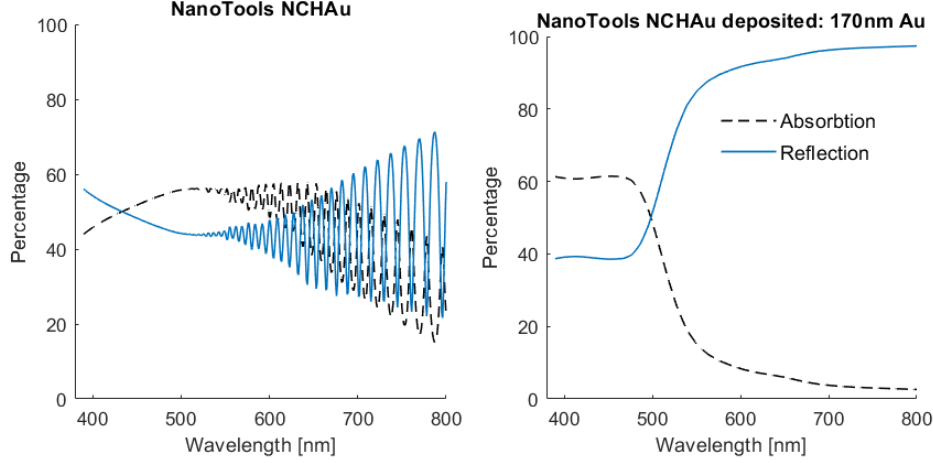 NanoTools NCHAu
100
80
60
40
20
0
400
500
600
700
800
Wavelength [nm]
Percentage
NanoTools NCHAu deposited: 170nm Au
100
80
60
40
20
0
400
500
600
700
800
Wavelength [nm]
Percentage
Absorbtion
Reflection